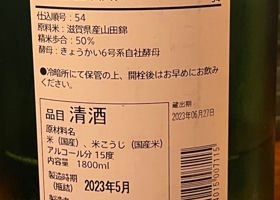 仕込順号：54
原料米：滋賀県産山田錦
精米歩合：50%
酵母：きょうかい6号系自社酵母
●冷暗所にて保管の上、開栓後はお早めにお飲み
ください。
品目 清酒
原材料名
米（国産）、米こうじ（国産米）
アルコール分 15度
内容量 1800ml
製造時期
（瓶詰） 2023年5月
蔵出期
2023年06月27日